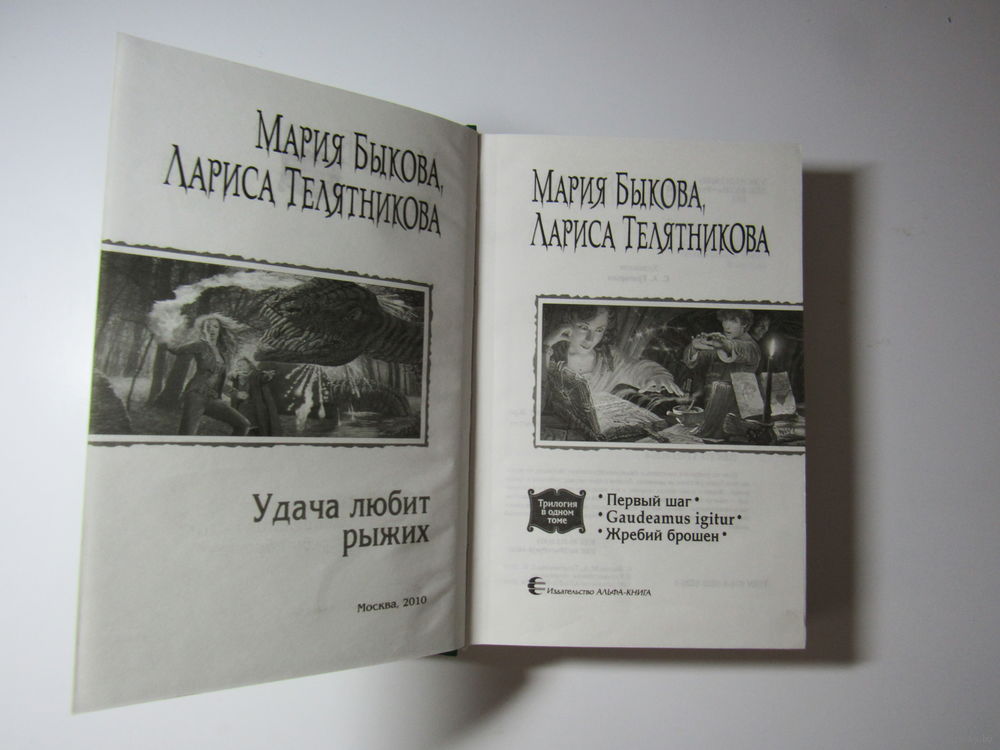 Мария Быкова,
Лариса Телятникова
Удача любит
рыжих
Москва, 2010
Мария Быкова,
Лариса Телятникова
Трилогия
в одном
томе
• Первый шаг •
• Gaudeamus igitur •
• Жребий брошен •
Издательство АЛЬФА-КНИГА